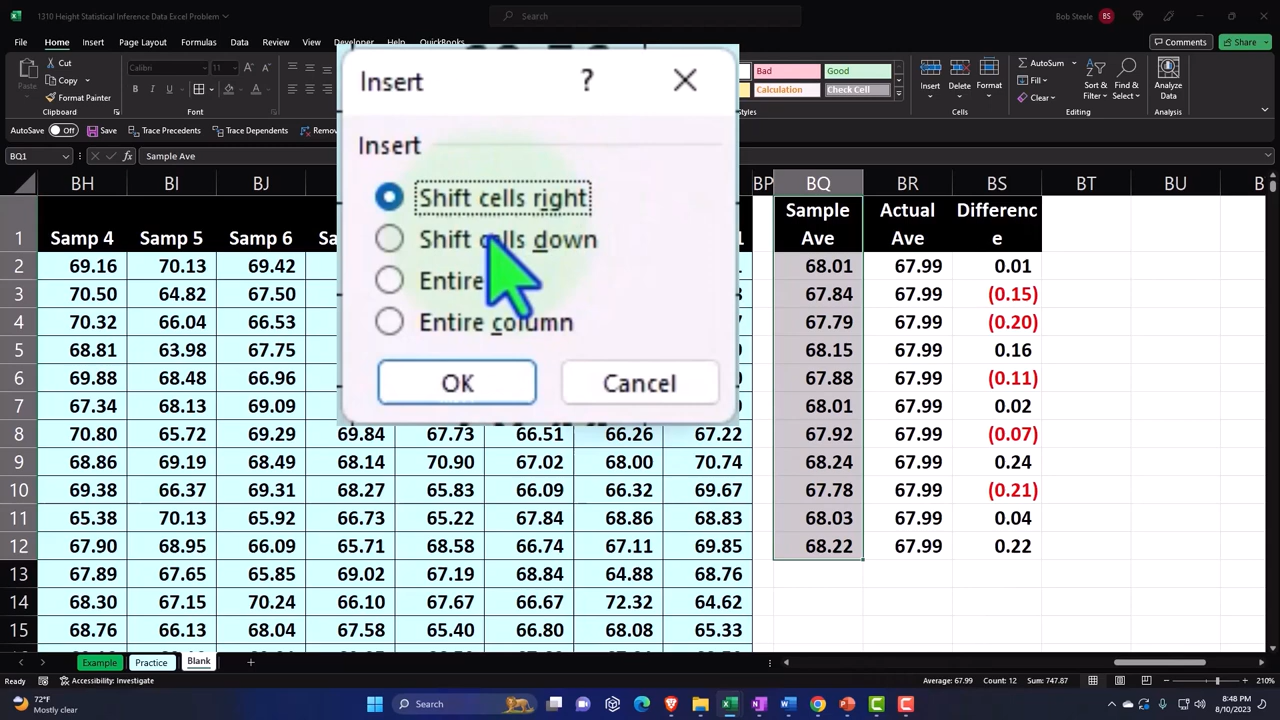 1310 Height Statistical Inference Data Excel Problem
Search
Bob Steele
BS
File Home Insert Page Layout Formulas Data Review View Developer Help QuickBooks
Comments
Share
Cut
Copy
Format Painter
Clipboard
Calibri
11
Bad
Good
Calculation
Check Cell
Insert
Delete
Format
Cells
AutoSum
Fill
Clear
Sort & Filter
Find & Select
Editing
Analyze Data
Analysis
AutoSave Off Save Trace Precedents Trace Dependents
BQ1
fx
Sample Ave
Insert ?
Insert
Shift cells right
Shift cells down
Entire
Entire column
OK Cancel
BH BI BJ BP BQ BR BS BT BU
1 Samp 4 Samp 5 Samp 6 Sample Ave Actual Ave Differenc e
2 69.16 70.13 69.42 68.01 67.99 0.01
3 70.50 64.82 67.50 67.84 67.99 (0.15)
4 70.32 66.04 66.53 67.79 67.99 (0.20)
5 68.81 63.98 67.75 68.15 67.99 0.16
6 69.88 68.48 66.96 67.88 67.99 (0.11)
7 67.34 68.13 69.09 68.01 67.99 0.02
8 70.80 65.72 69.29 69.84 67.73 66.51 66.26 67.22 67.92 67.99 (0.07)
9 68.86 69.19 68.49 68.14 70.90 67.02 68.00 70.74 68.24 67.99 0.24
10 69.38 66.37 69.31 68.27 65.83 66.09 66.32 69.67 67.78 67.99 (0.21)
11 65.38 70.13 65.92 66.73 65.22 67.84 68.86 68.83 68.03 67.99 0.04
12 67.90 68.95 66.09 65.71 68.58 66.74 67.11 69.85 68.22 67.99 0.22
13 67.89 67.65 65.85 69.02 67.19 68.84 64.88 68.76
14 68.30 67.15 70.24 66.10 67.67 66.67 72.32 64.62
15 68.76 66.13 68.04 67.58 65.40 66.80 68.08 65.33
Example Practice Blank
Ready Accessibility: Investigate Average: 67.99 Count: 12 Sum: 747.87 210%
72°F
Mostly clear
Search
8:48 PM
8/10/2023